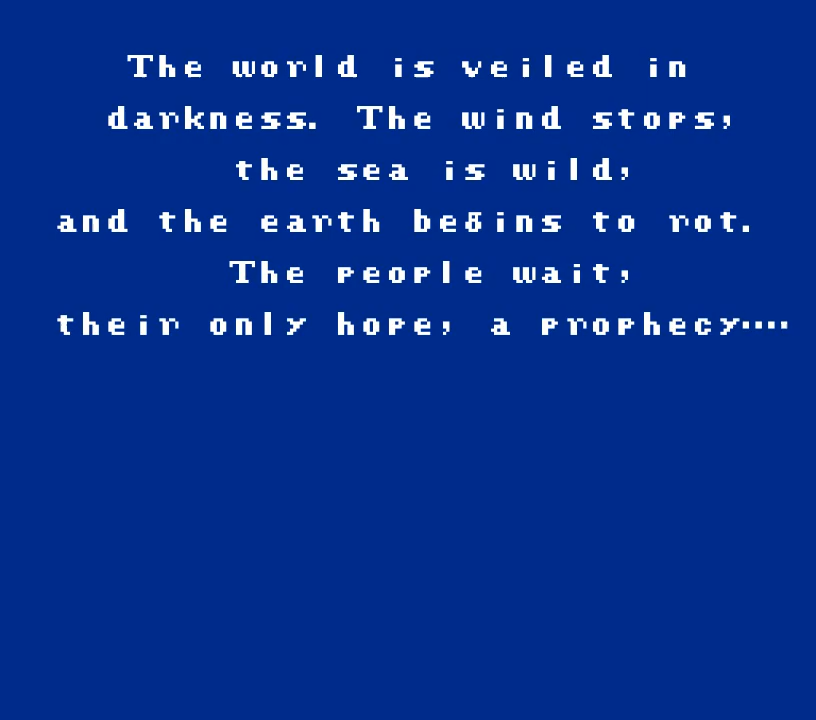 The world is veiled in
darkness. The wind stops,
the sea is wild,
and the earth begins to rot.
The people wait,
their only hope, a prophecy....